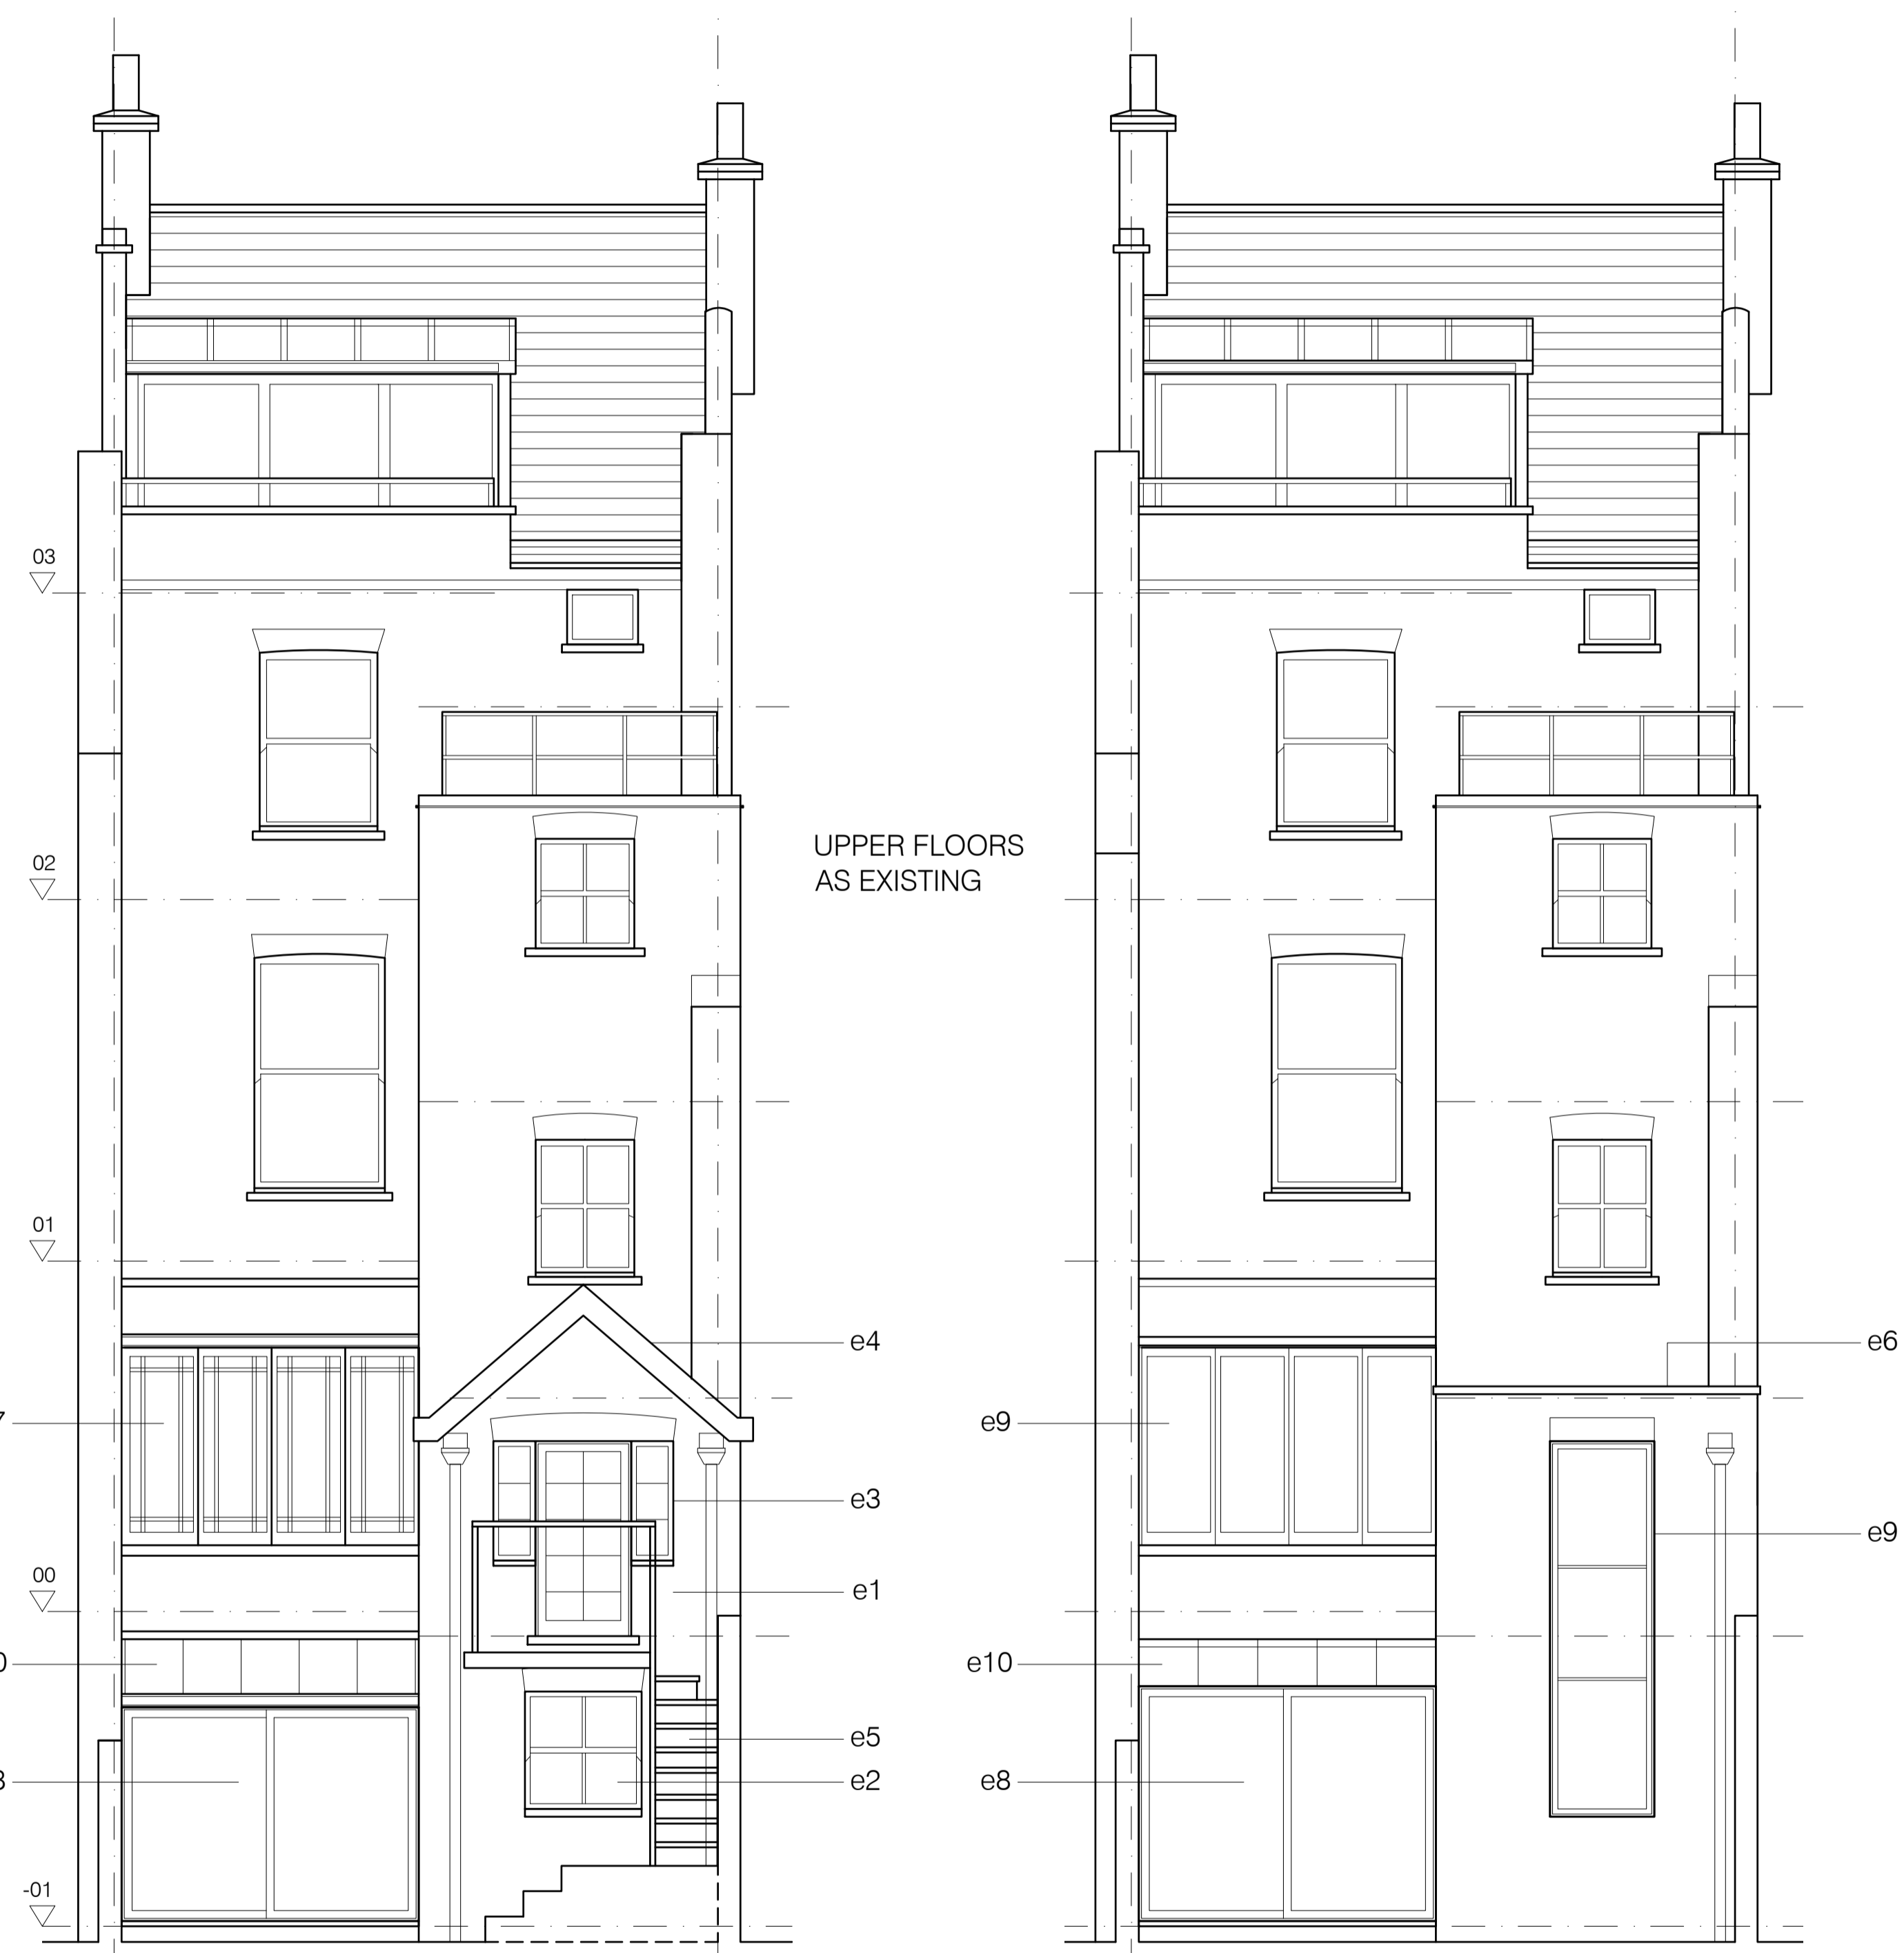 03
02
01
00
-01
UPPER FLOORS
AS EXISTING
e4
e3
e1
e5
e2
e9
e10
e8
e6
e9